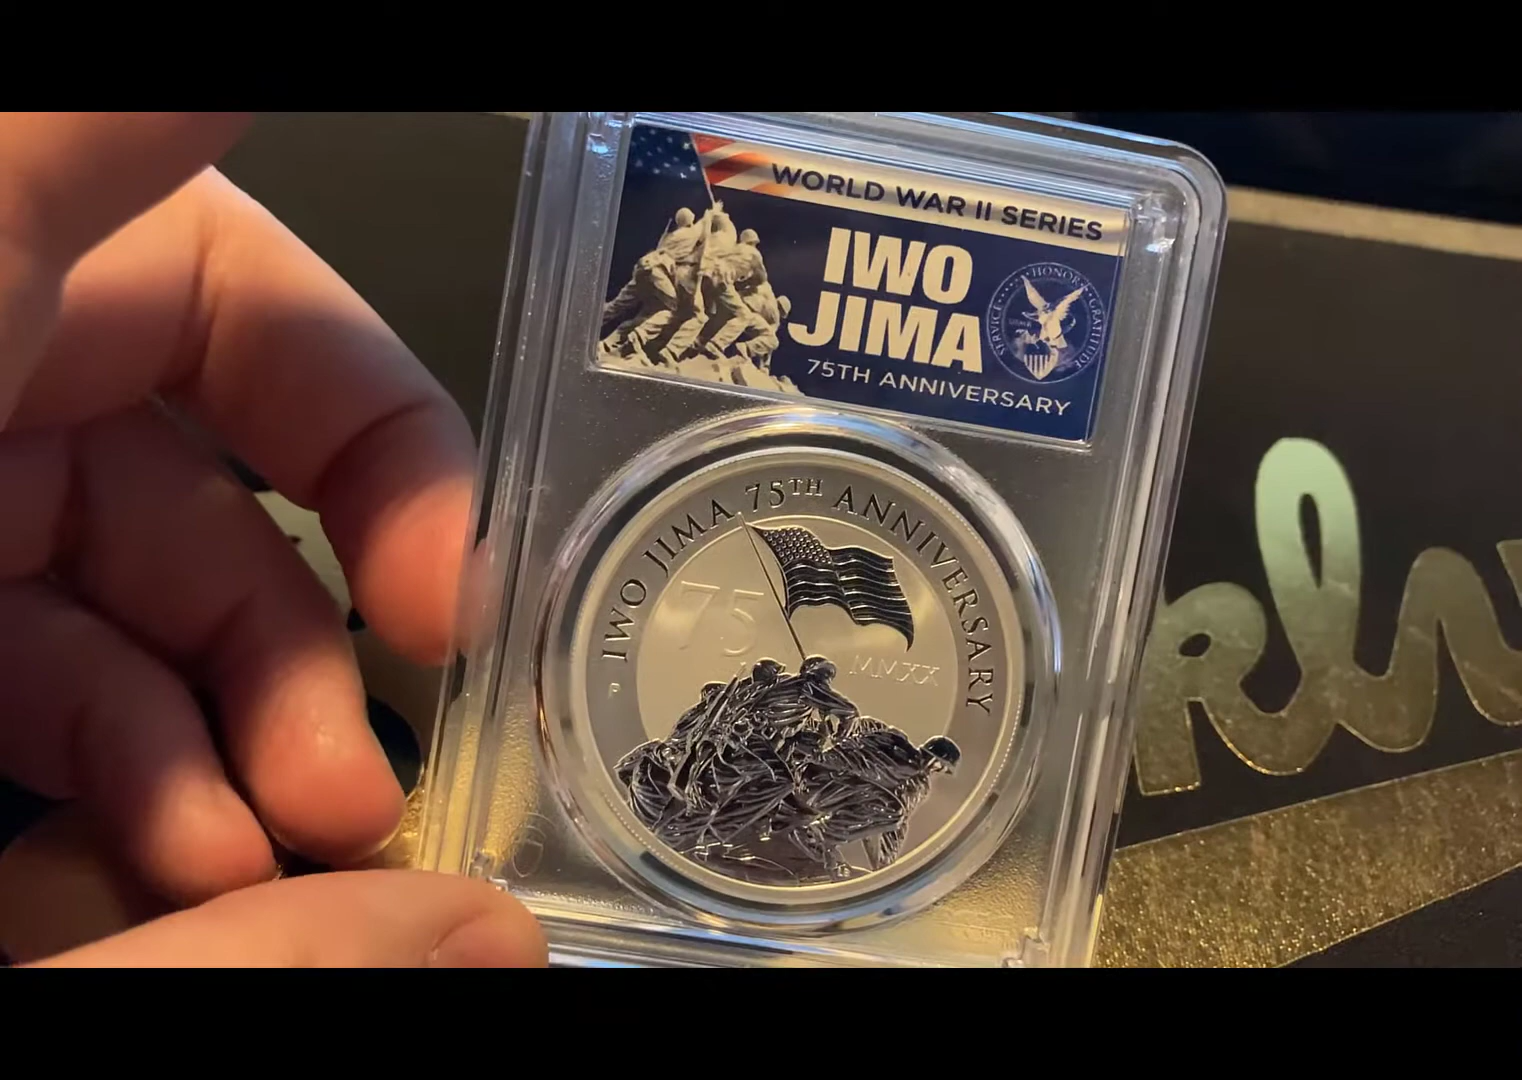 WORLD WAR II SERIES
IWO
JIMA
75TH ANNIVERSARY
SERVICE HONOR GRATITUDE
IWO JIMA 75TH ANNIVERSARY
75
MMXX
P